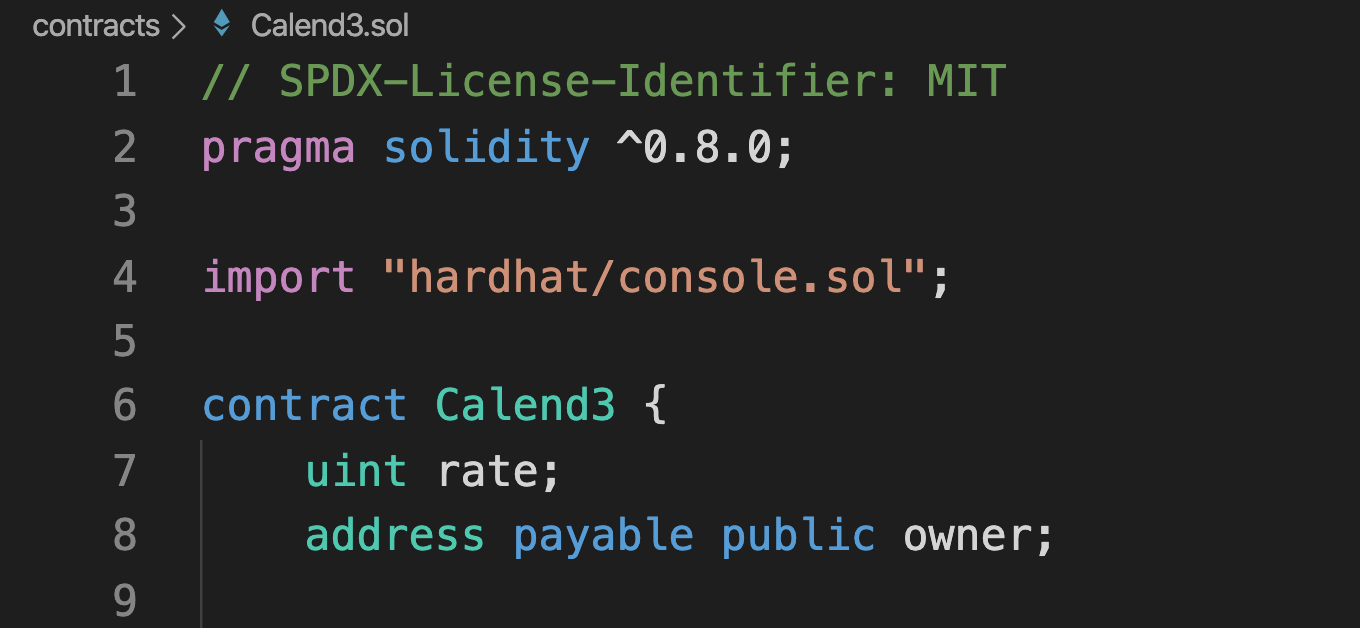 contracts > Calend3.sol
1 // SPDX-License-Identifier: MIT
2 pragma solidity ^0.8.0;
3
4 import "hardhat/console.sol";
5
6 contract Calend3 {
7 uint rate;
8 address payable public owner;
9